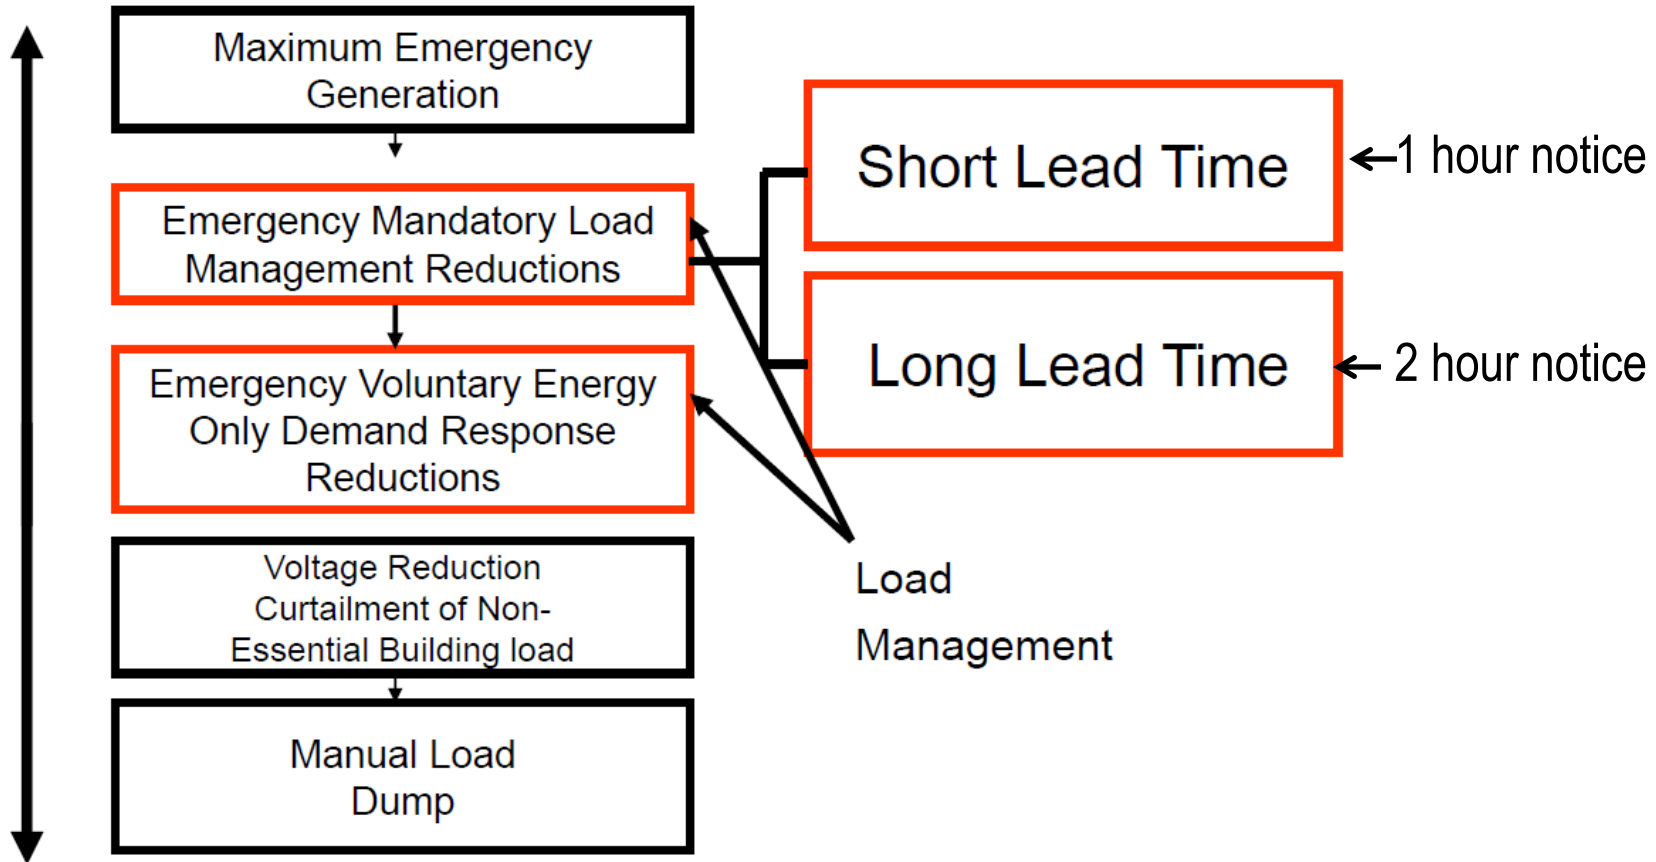 Maximum Emergency
Generation
Emergency Mandatory Load
Management Reductions
Emergency Voluntary Energy
Only Demand Response
Reductions
Voltage Reduction
Curtailment of Non-
Essential Building load
Manual Load
Dump
Short Lead Time
1 hour notice
Long Lead Time
2 hour notice
Load
Management